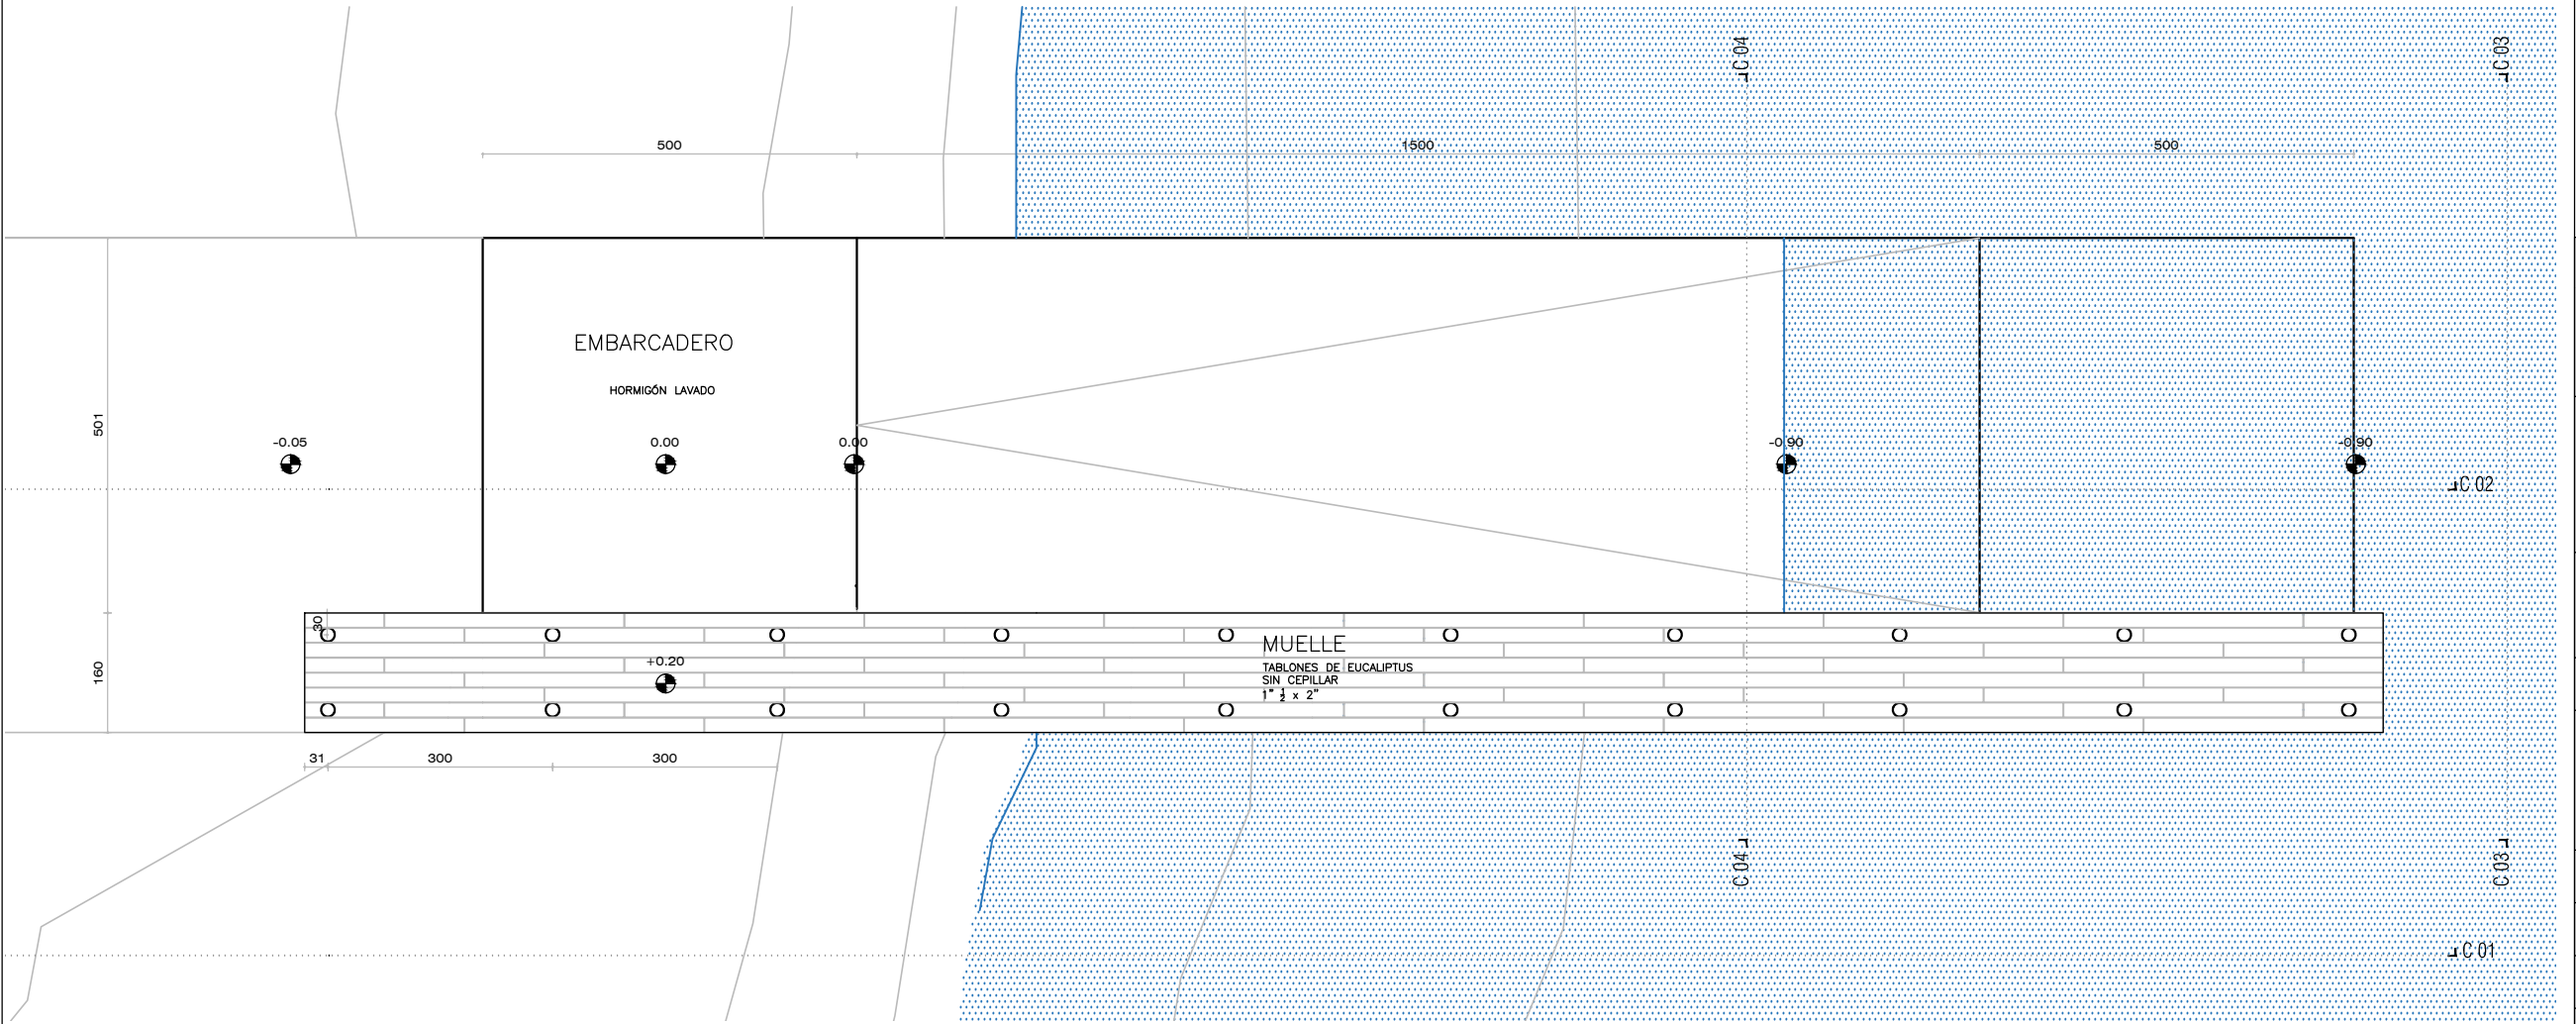 C 04
C 03
500
1500
500
EMBARCADERO
HORMIGÓN LAVADO
501
-0.05
0.00
0.00
-0.90
-0.90
C 02
30
MUELLE
+0.20
TABLONES DE EUCALIPTUS
SIN CEPILLAR
1" ½ x 2"
160
31
300
300
C 04
C 03
C 01